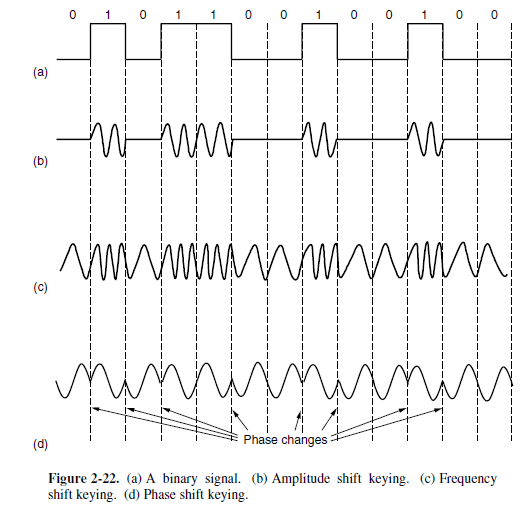 0 1 0 1 1 0 0 1 0 0 1 0 0
(a)
(b)
(c)
Phase changes
(d)
Figure 2-22. (a) A binary signal. (b) Amplitude shift keying. (c) Frequency
shift keying. (d) Phase shift keying.